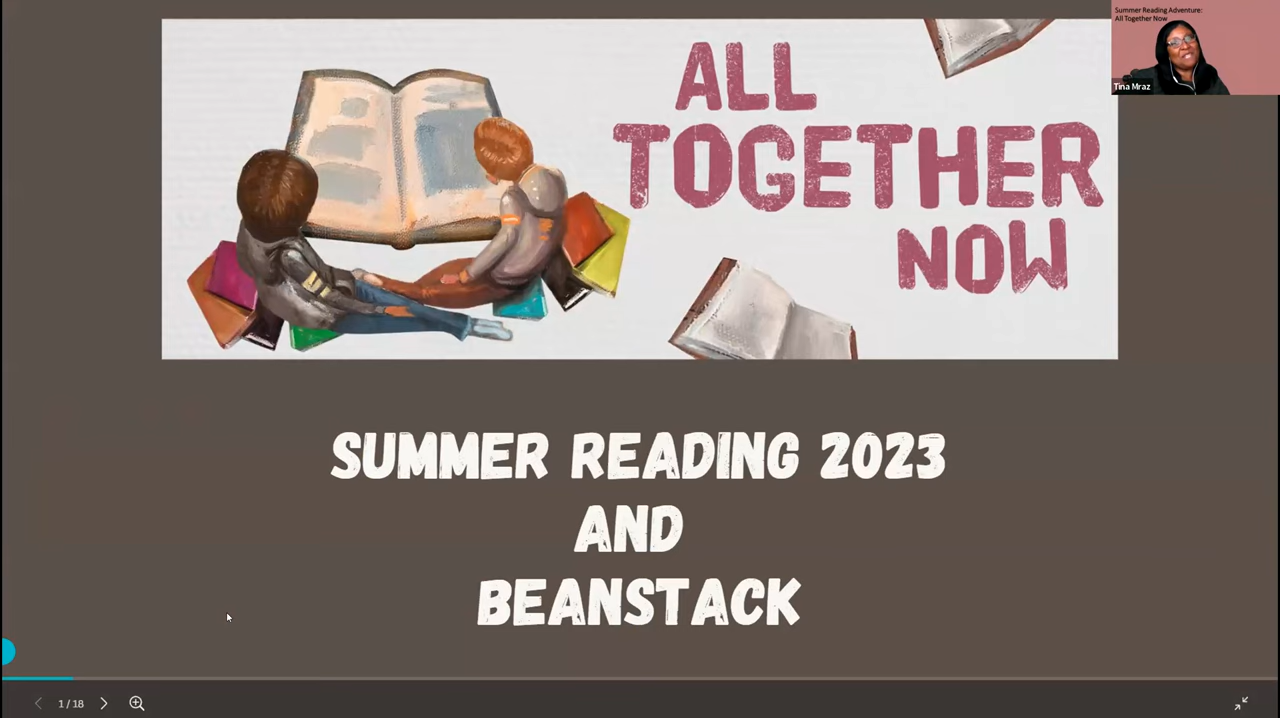 ALL
TOGETHER
NOW
Summer Reading Adventure:
All Together Now
Tina Mraz
SUMMER READING 2023
AND
BEANSTACK
1 / 18